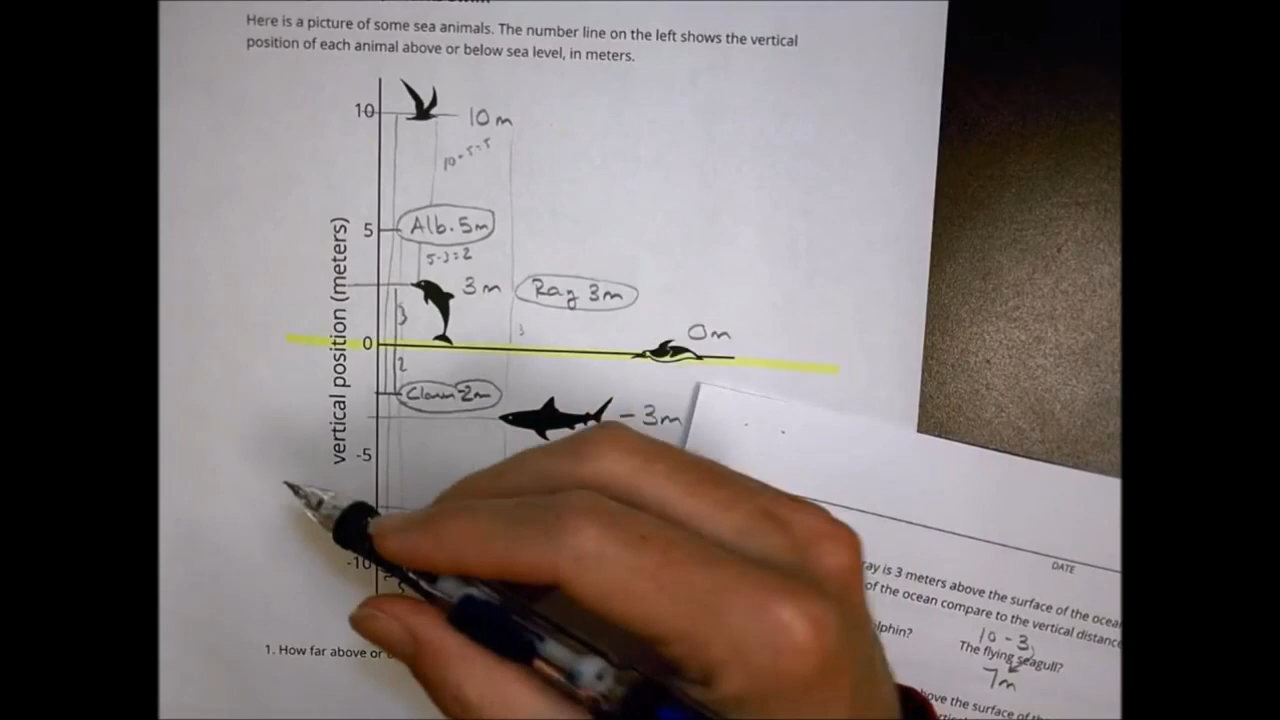 Here is a picture of some sea animals. The number line on the left shows the vertical
position of each animal above or below sea level, in meters.
10
10 m
10-5=5
vertical position (meters)
5
Alb. 5m
5-3=2
3 m
Ray 3m
3
3
0
0m
2
Clown -2m
-3m
-5
-10
DATE
ray is 3 meters above the surface of the ocea
of the ocean compare to the vertical distance
lphin?
10-3
The flying seagull?
7m
1. How far above or
bove the surface of